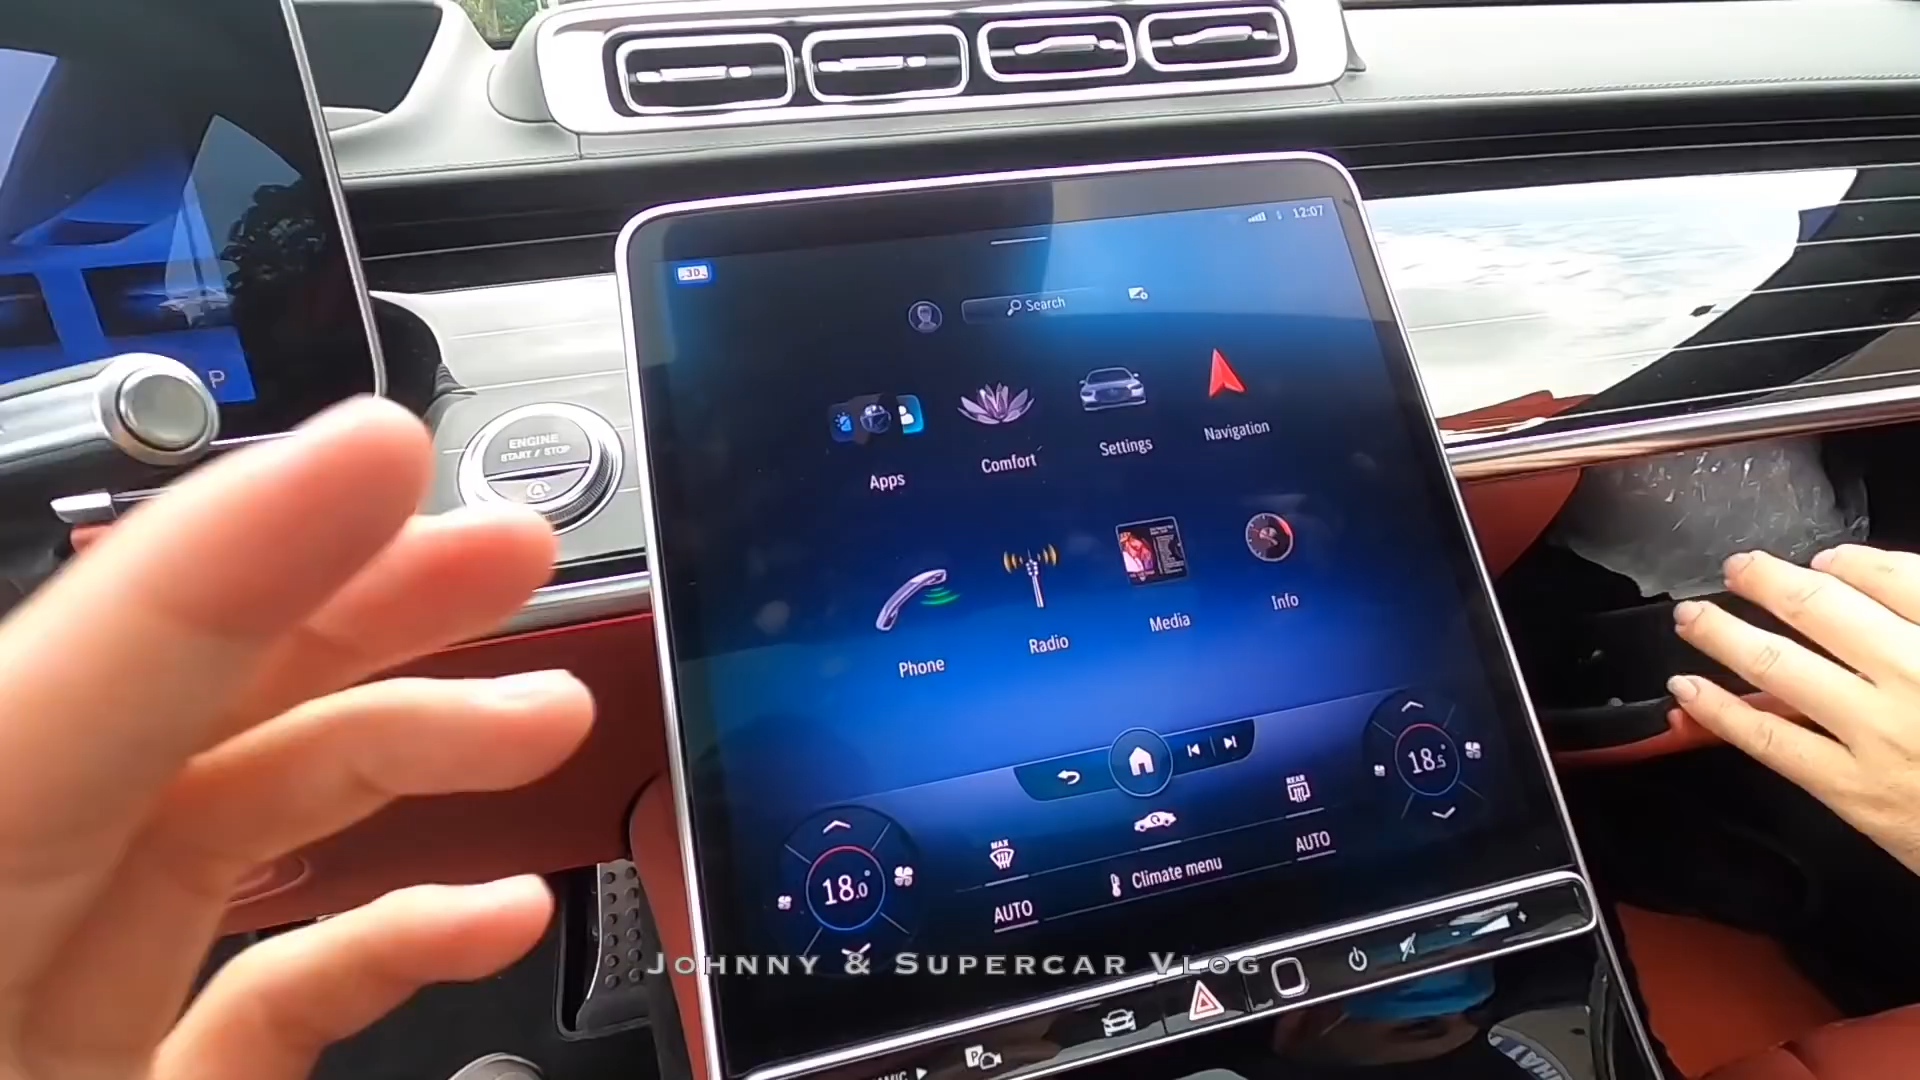 12:07
3D
Search
Apps
Comfort
Settings
Navigation
ENGINE
START / STOP
P
Phone
Radio
Media
Info
18.5°
18.0°
MAX
REAR
AUTO
Climate menu
AUTO
JOHNNY & SUPERCAR VLOG
P